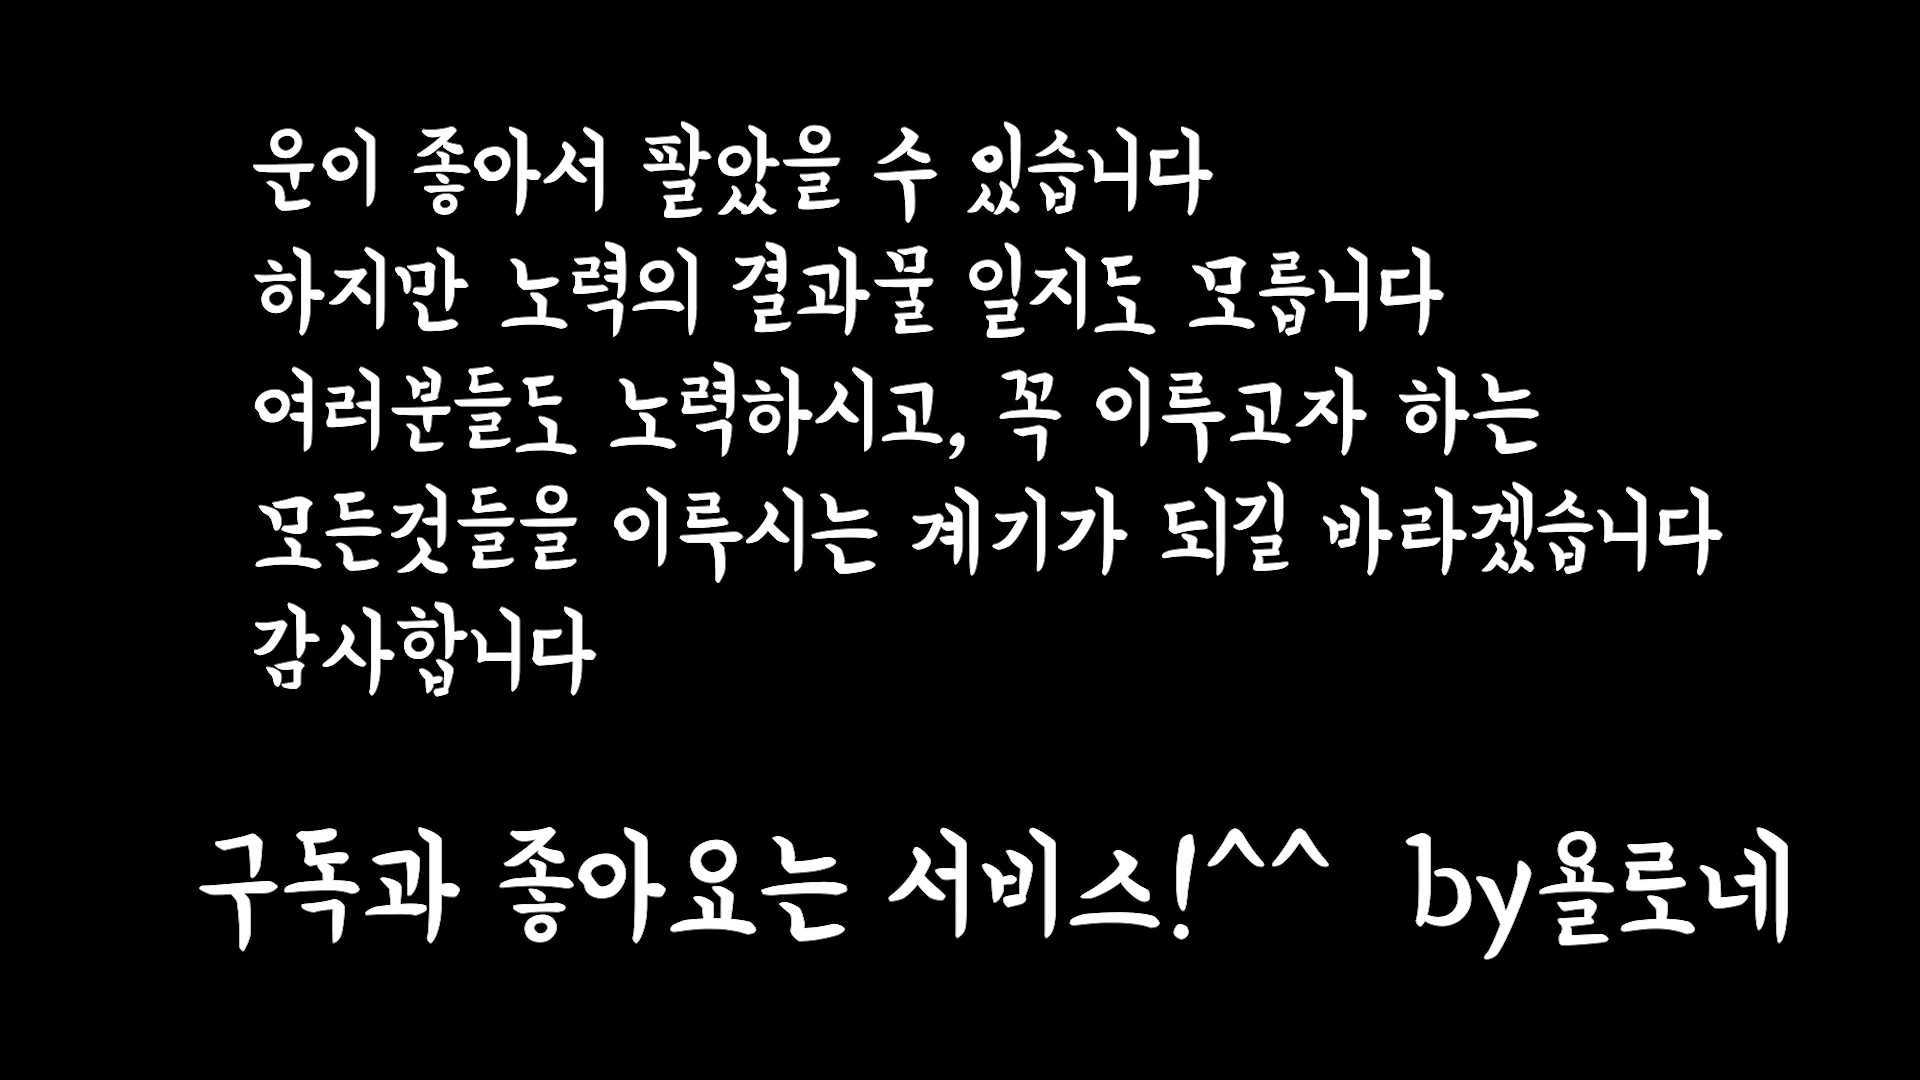 운이 좋아서 팔았을 수 있습니다
하지만 노력의 결과물 일지도 모릅니다
여러분들도 노력하시고, 꼭 이루고자 하는
모든것들을 이루시는 계기가 되길 바라겠습니다
감사합니다
구독과 좋아요는 서비스!^^ by욜로네